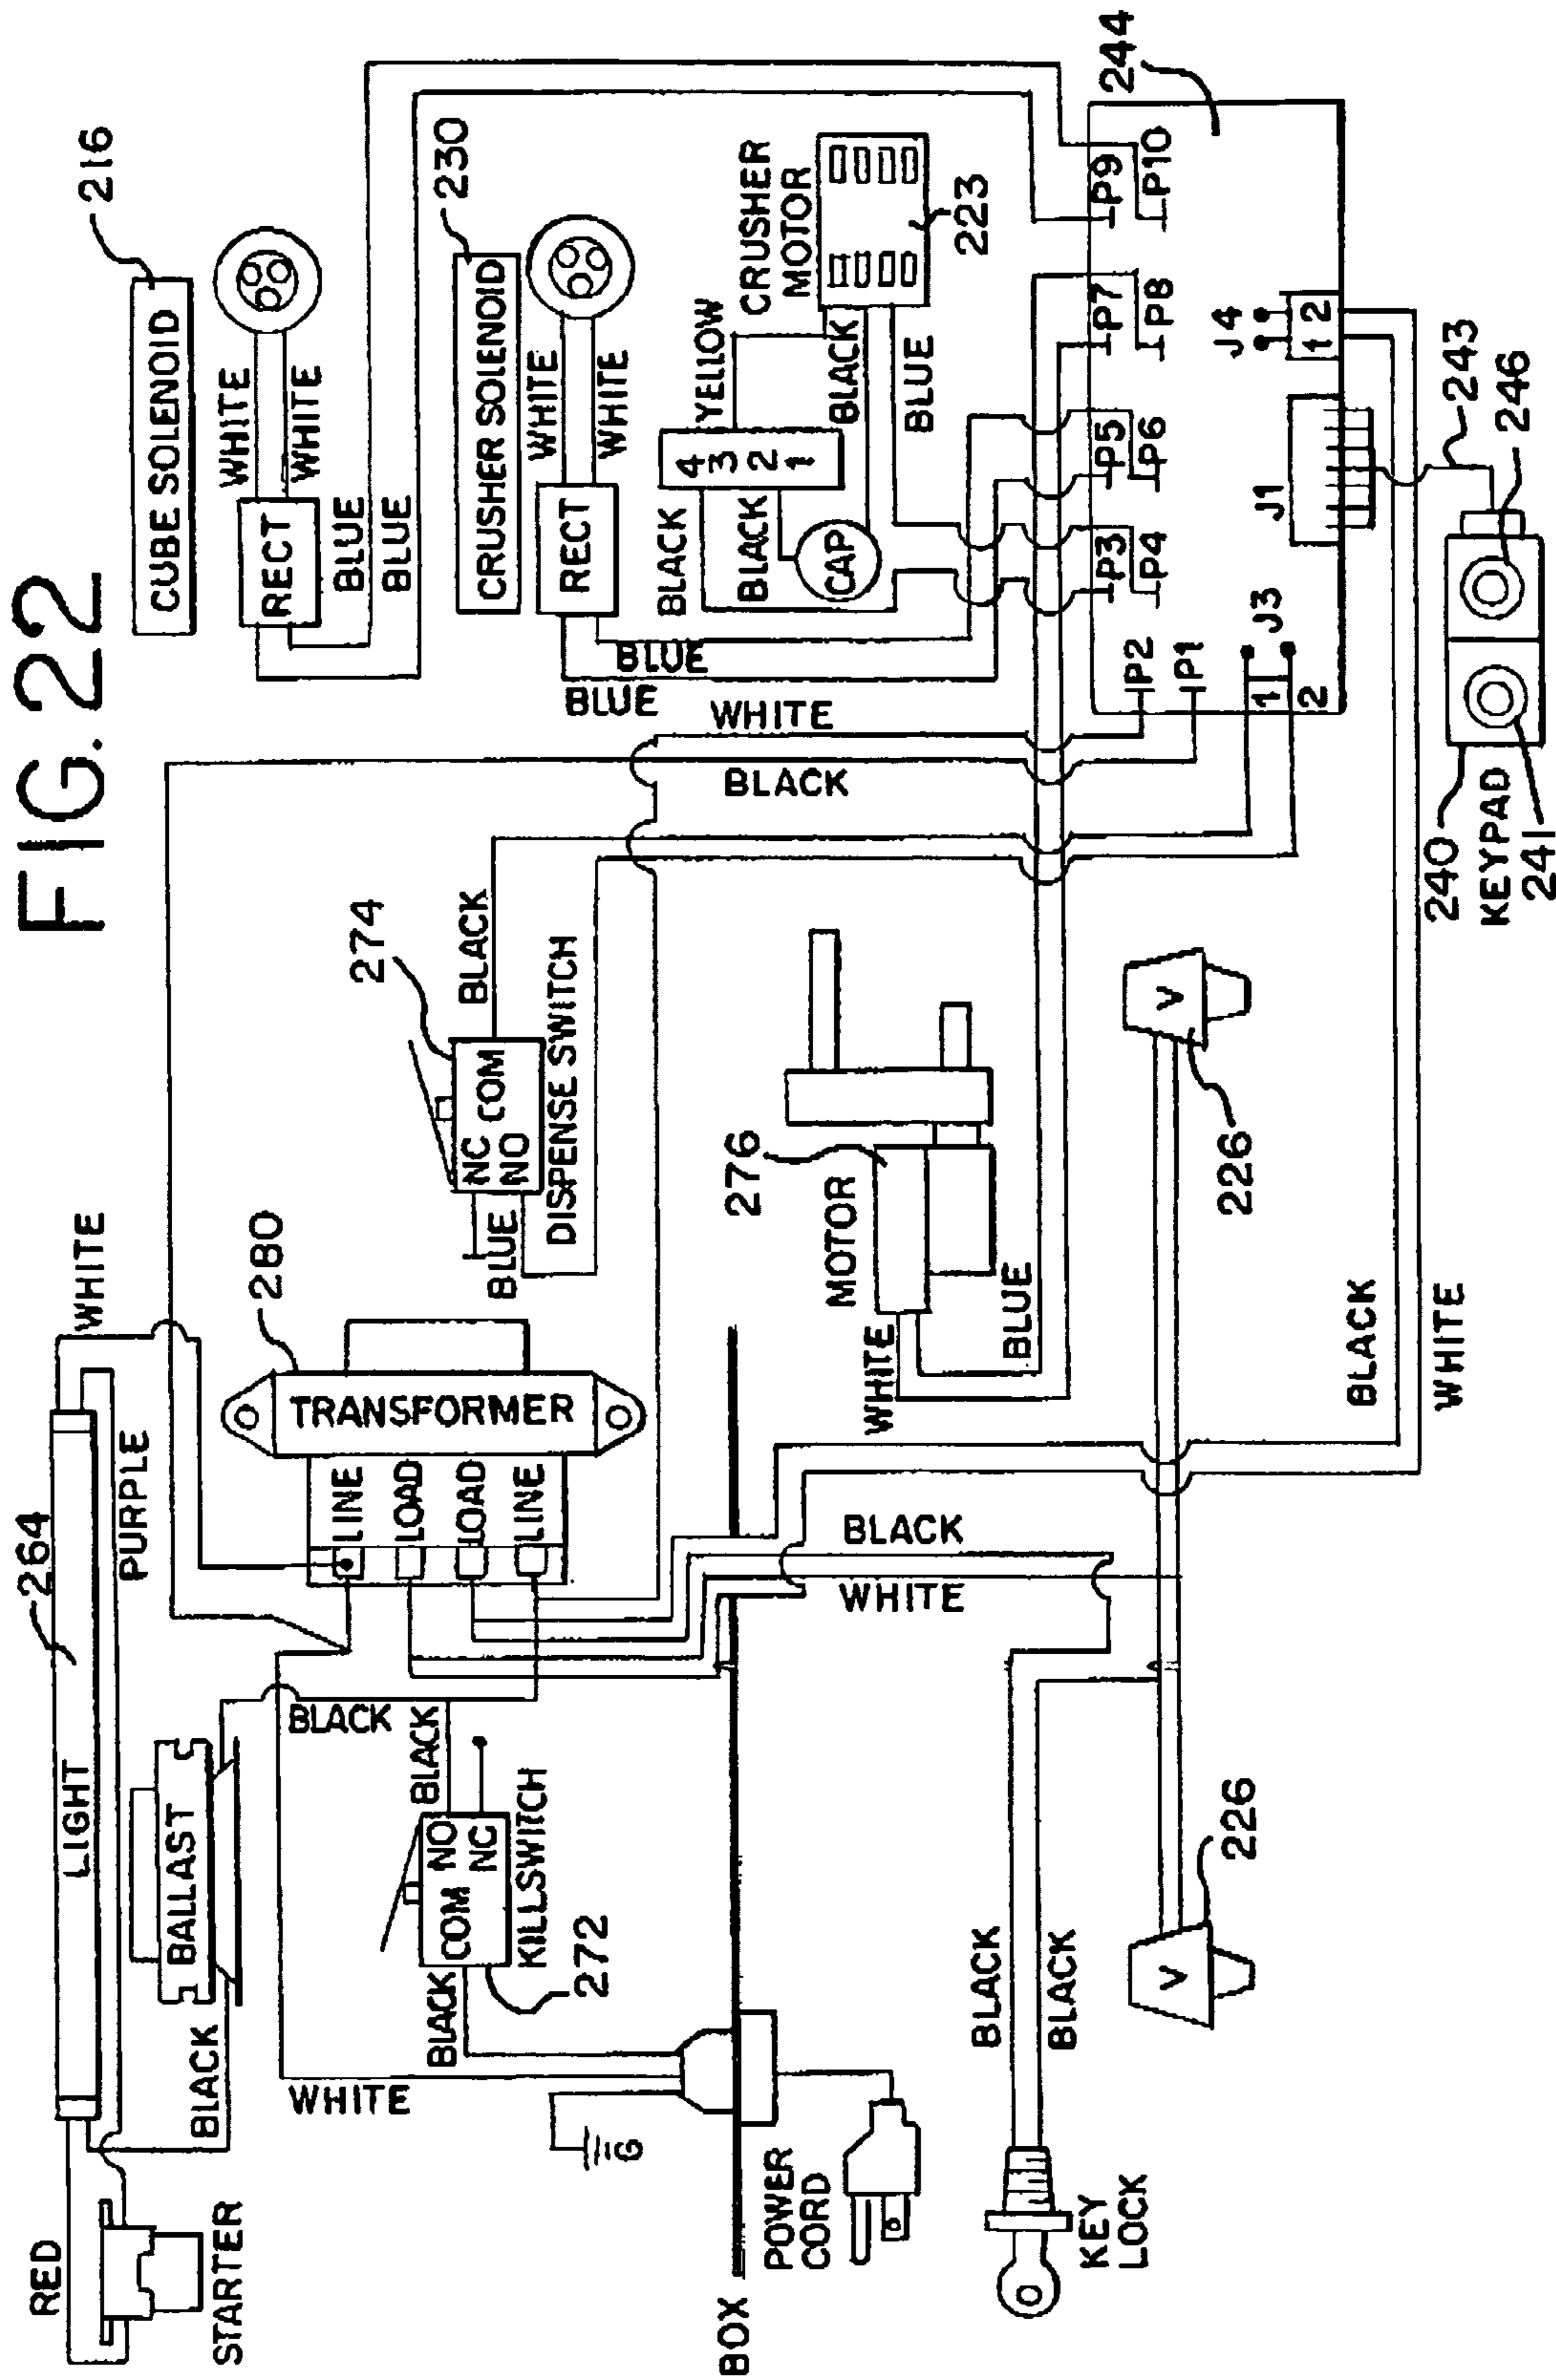 FIG. 22
264
LIGHT
WHITE
PURPLE
RED
STARTER
BALLAST
BLACK
BLACK
WHITE
BLACK
BLACK
COM
NO
NC
KILLSWITCH
272
G
280
TRANSFORMER
LINE
LOAD
LOAD
LINE
274
BLACK
NC
COM
NO
BLUE
DISPENSE SWITCH
216
CUBE SOLENOID
WHITE
WHITE
RECT
BLUE
BLUE
230
CRUSHER SOLENOID
WHITE
WHITE
RECT
BLUE
BLUE
WHITE
BLACK
CRUSHER
MOTOR
223
YELLOW
BLACK
BLUE
4
3
2
1
BLACK
BLACK
CAP
BOX
POWER
CORD
BLACK
WHITE
276
MOTOR
WHITE
BLUE
KEY
LOCK
BLACK
BLACK
V
226
V
226
BLACK
WHITE
244
P2
P1
P3
P4
P5
P6
P7
P8
P9
P10
J3
1
2
J1
J4
1 2
243
246
240
KEYPAD
241